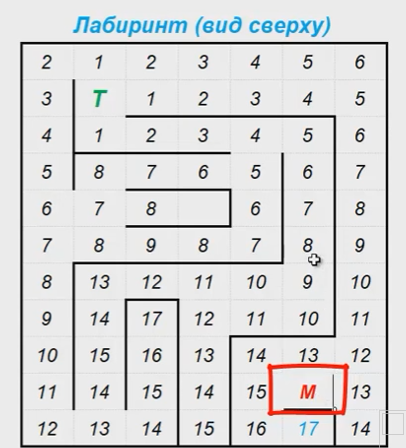 Лабиринт (вид сверху)
2 1 2 3 4 5 6
3 T 1 2 3 4 5
4 1 2 3 4 5 6
5 8 7 6 5 6 7
6 7 8 6 7 8
7 8 9 8 7 8 9
8 13 12 11 10 9 10
9 14 17 12 11 10 11
10 15 16 13 14 13 12
11 14 15 14 15 М 13
12 13 14 15 16 17 14